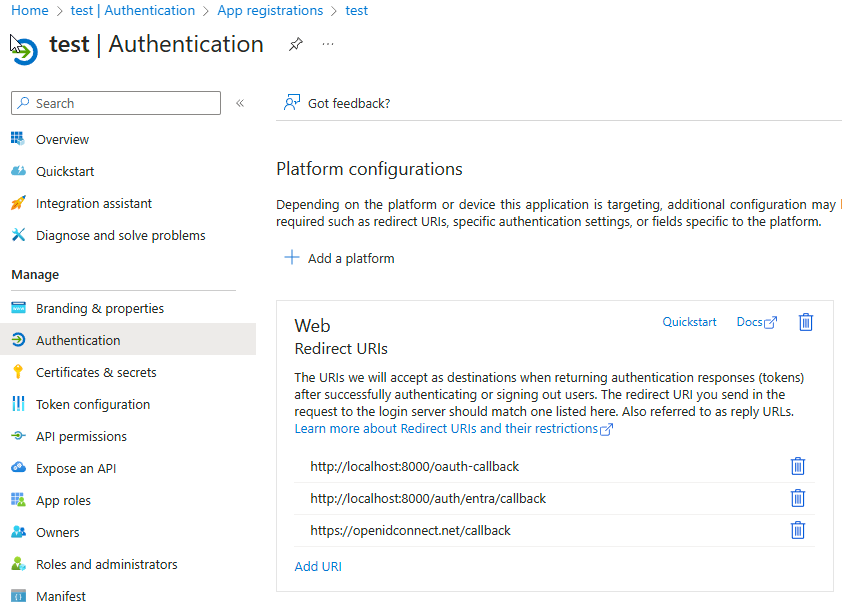 Home > test | Authentication > App registrations > test
test | Authentication
Search
Overview
Quickstart
Integration assistant
Diagnose and solve problems
Manage
Branding & properties
Authentication
Certificates & secrets
Token configuration
API permissions
Expose an API
App roles
Owners
Roles and administrators
Manifest
Got feedback?
Platform configurations
Depending on the platform or device this application is targeting, additional configuration may
required such as redirect URIs, specific authentication settings, or fields specific to the platform.
Add a platform
Web
Quickstart
Docs
Redirect URIs
The URIs we will accept as destinations when returning authentication responses (tokens)
after successfully authenticating or signing out users. The redirect URI you send in the
request to the login server should match one listed here. Also referred to as reply URLs.
Learn more about Redirect URIs and their restrictions
http://localhost:8000/oauth-callback
http://localhost:8000/auth/entra/callback
https://openidconnect.net/callback
Add URI